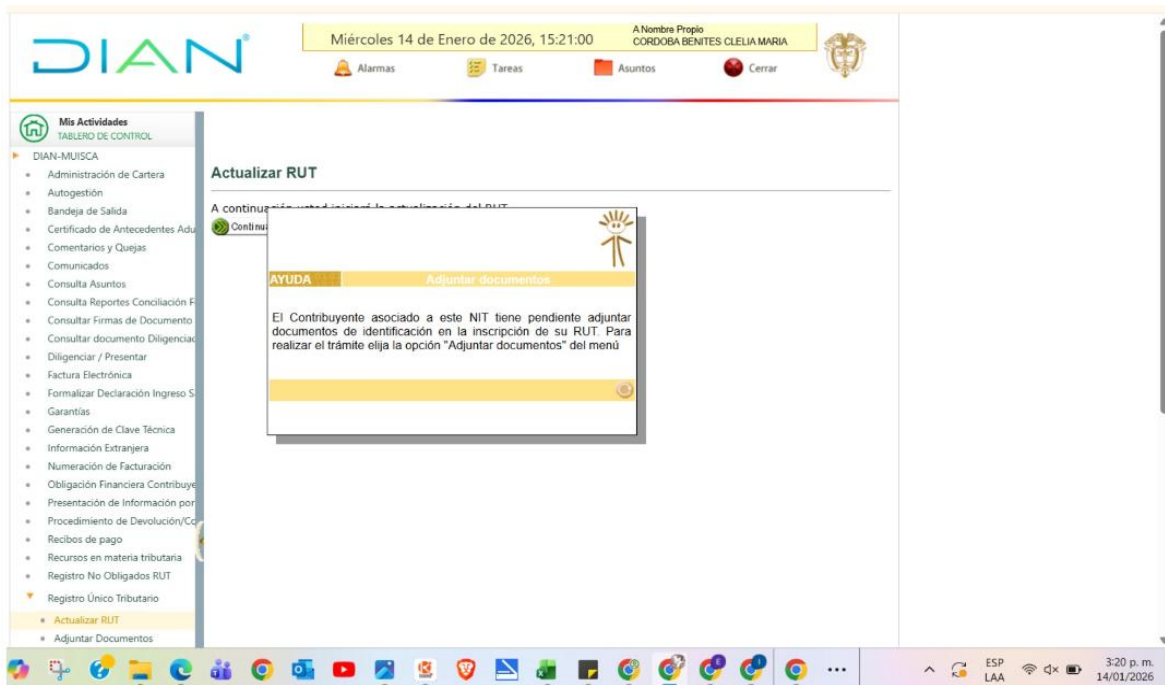 DIAN
Miércoles 14 de Enero de 2026, 15:21:00
A Nombre Propio
CORDOBA BENITES CLELIA MARIA
Alarmas
Tareas
Asuntos
Cerrar
Mis Actividades
TABLERO DE CONTROL
DIAN-MUISCA
Administración de Cartera
Autogestión
Bandeja de Salida
Certificado de Antecedentes Adu
Comentarios y Quejas
Comunicados
Consulta Asuntos
Consulta Reportes Conciliación F
Consultar Firmas de Documento
Consultar documento Diligenciad
Diligenciar / Presentar
Factura Electrónica
Formalizar Declaración Ingreso S
Garantías
Generación de Clave Técnica
Información Extranjera
Numeración de Facturación
Obligación Financiera Contribuye
Presentación de Información por
Procedimiento de Devolución/Co
Recibos de pago
Recursos en materia tributaria
Registro No Obligados RUT
Registro Único Tributario
Actualizar RUT
Adjuntar Documentos
Actualizar RUT
A continuación usted iniciará la actualización del RUT
Continua
AYUDA
Adjuntar documentos
El Contribuyente asociado a este NIT tiene pendiente adjuntar
documentos de identificación en la inscripción de su RUT. Para
realizar el trámite elija la opción "Adjuntar documentos" del menú
ESP
LAA
3:20 p. m.
14/01/2026